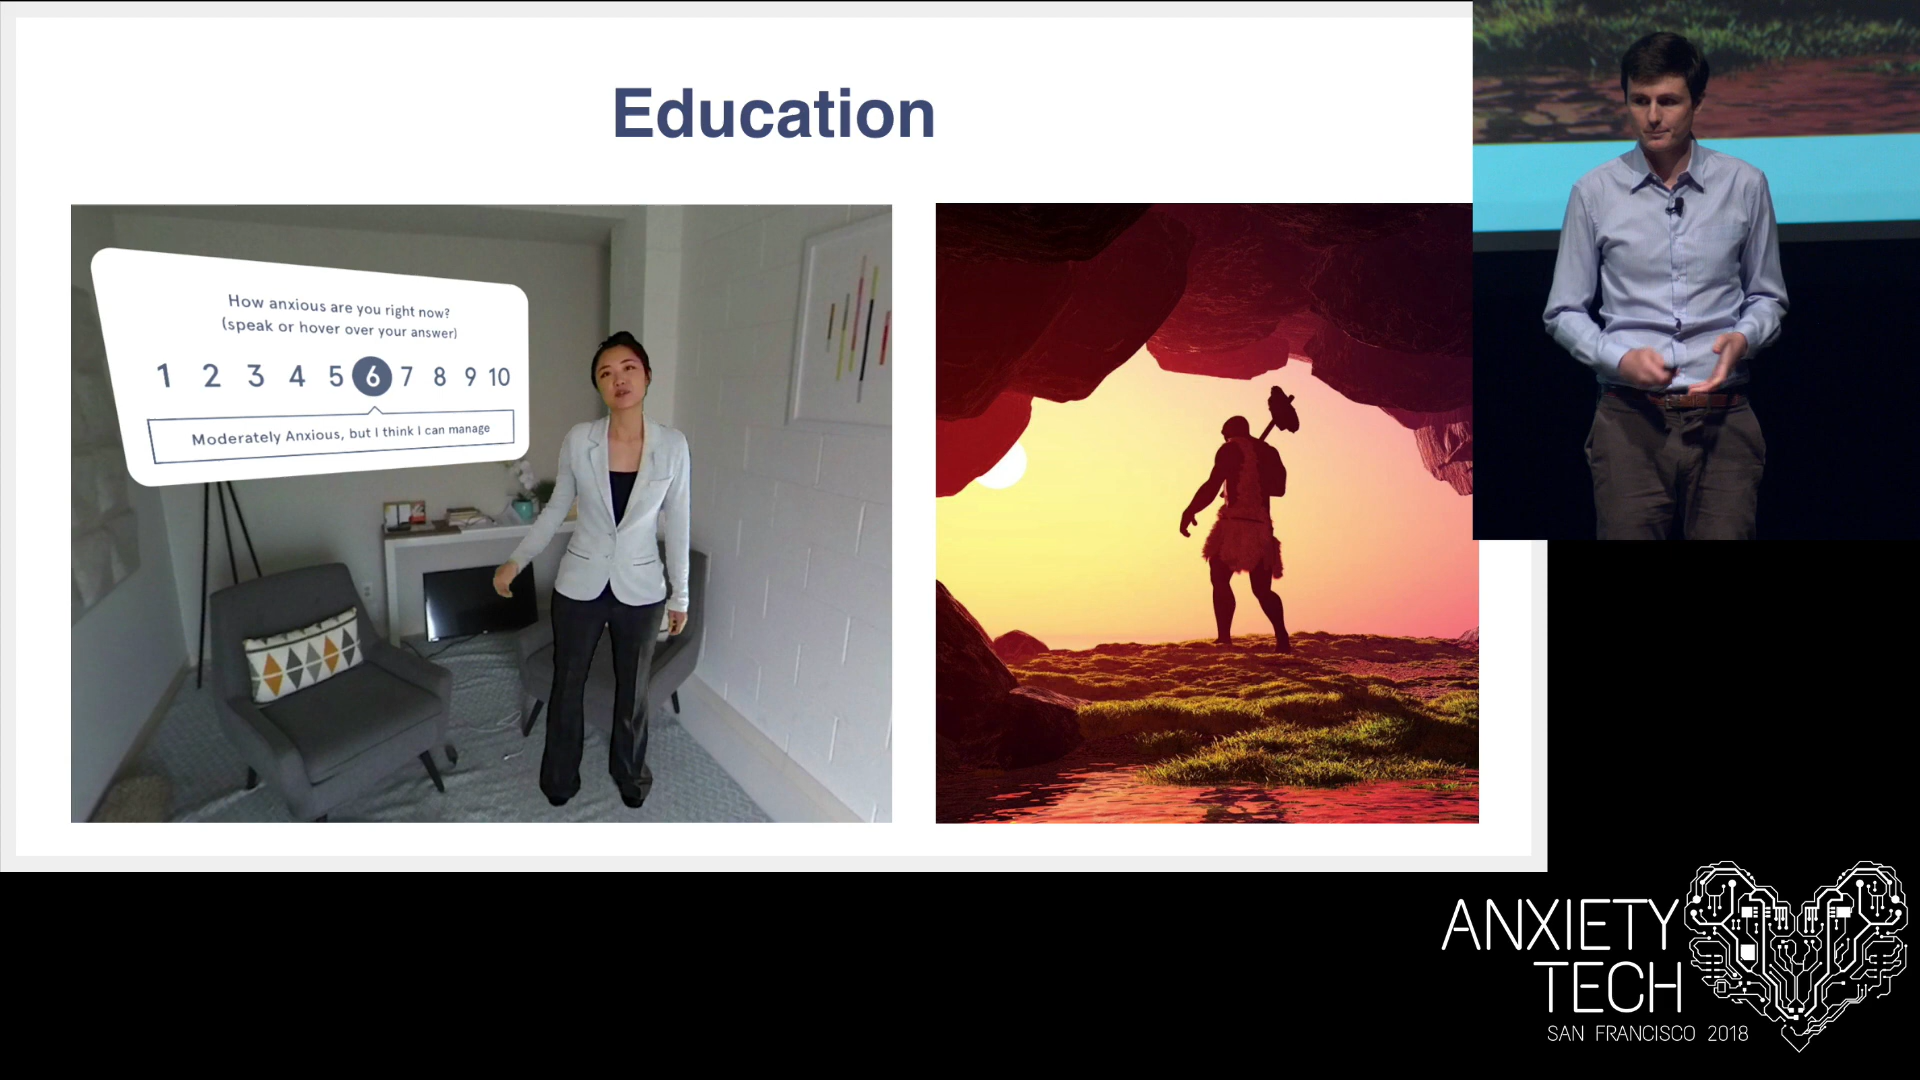 Education
How anxious are you right now?
(speak or hover over your answer)
1 2 3 4 5 6 7 8 9 10
Moderately Anxious, but I think I can manage
ANXIETY
TECH
SAN FRANCISCO 2018